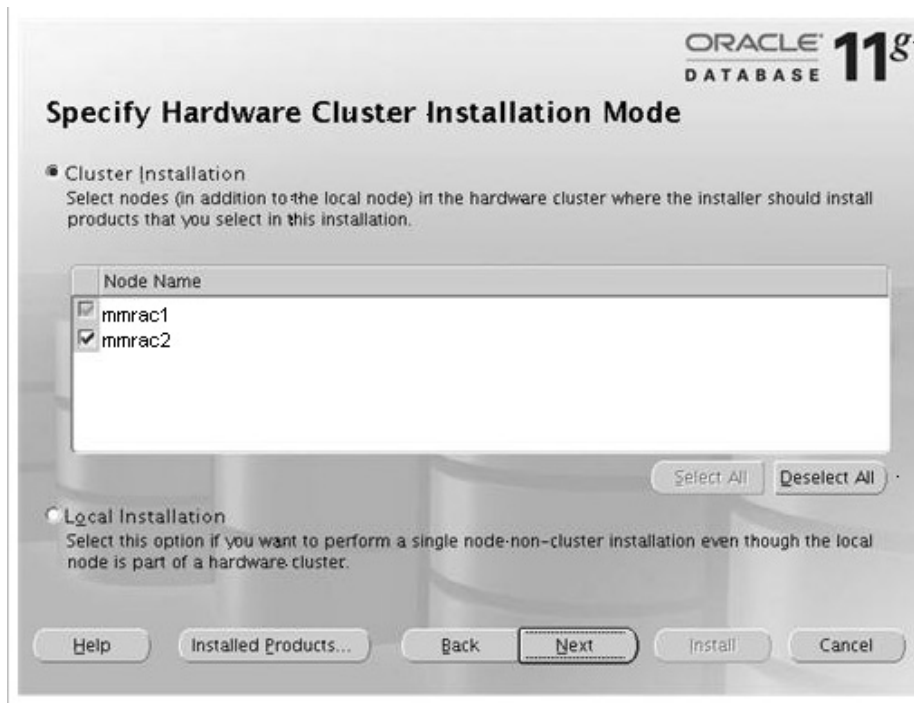 ORACLE 11g
DATABASE
Specify Hardware Cluster Installation Mode
Cluster Installation
Select nodes (in addition to the local node) in the hardware cluster where the installer should install
products that you select in this installation.
Node Name
mmrac1
mmrac2
Select All Deselect All
Local Installation
Select this option if you want to perform a single node-non-cluster installation even though the local
node is part of a hardware cluster.
Help Installed Products... Back Next Install Cancel